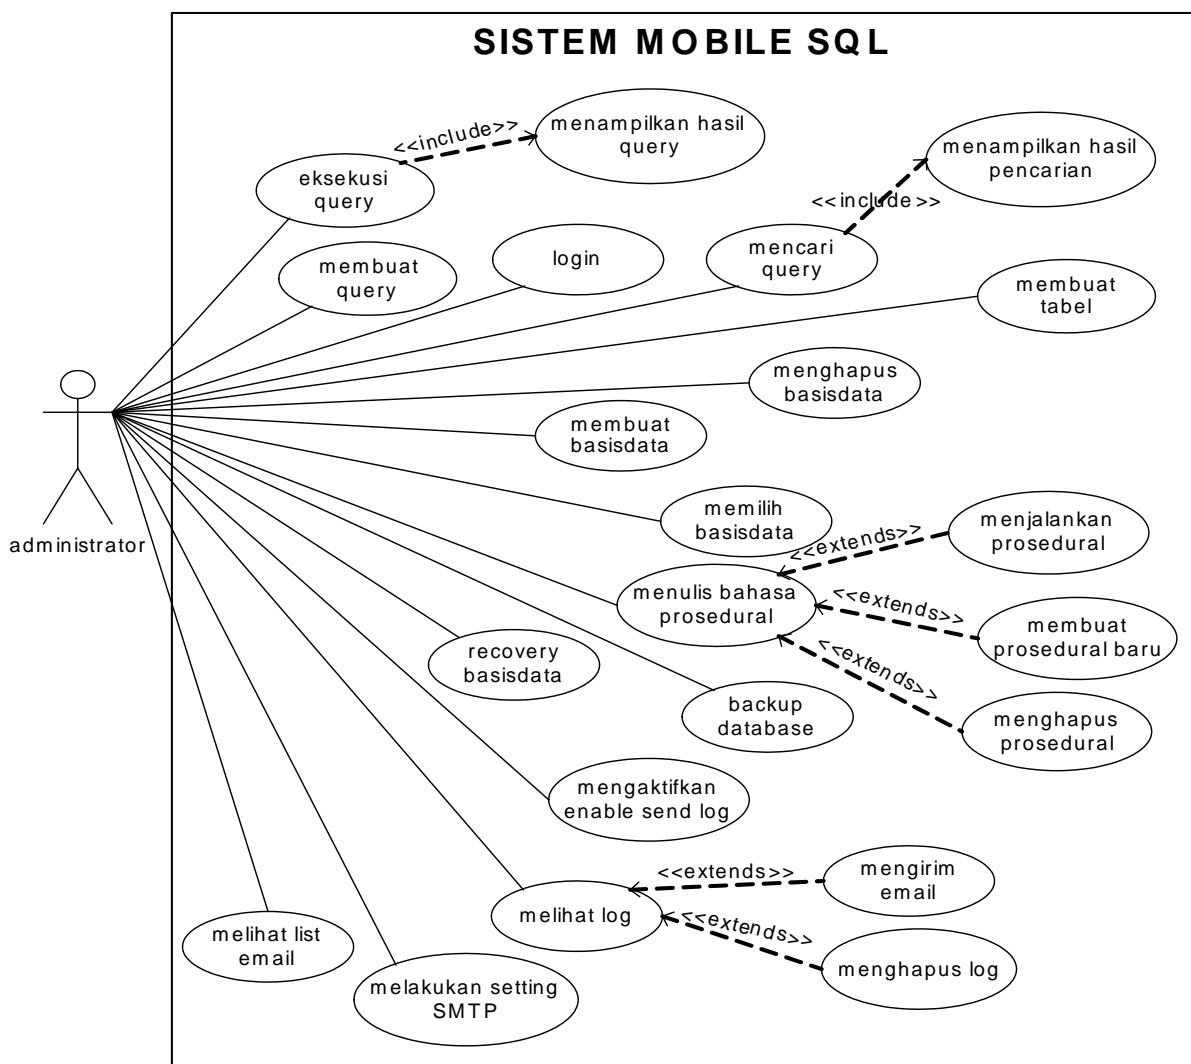 SISTEM MOBILE SQL
<<include>>
menampilkan hasil
query
eksekusi
query
menampilkan hasil
pencarian
<<include>>
membuat
query
login
mencari
query
membuat
tabel
menghapus
basisdata
membuat
basisdata
administrator
memilih
basisdata
<<extends>>
menjalankan
prosedural
menulis bahasa
prosedural
<<extends>>
membuat
prosedural baru
<<extends>>
menghapus
prosedural
recovery
basisdata
backup
database
mengaktifkan
enable send log
<<extends>>
mengirim
email
melihat log
<<extends>>
menghapus log
melihat list
email
melakukan setting
SMTP